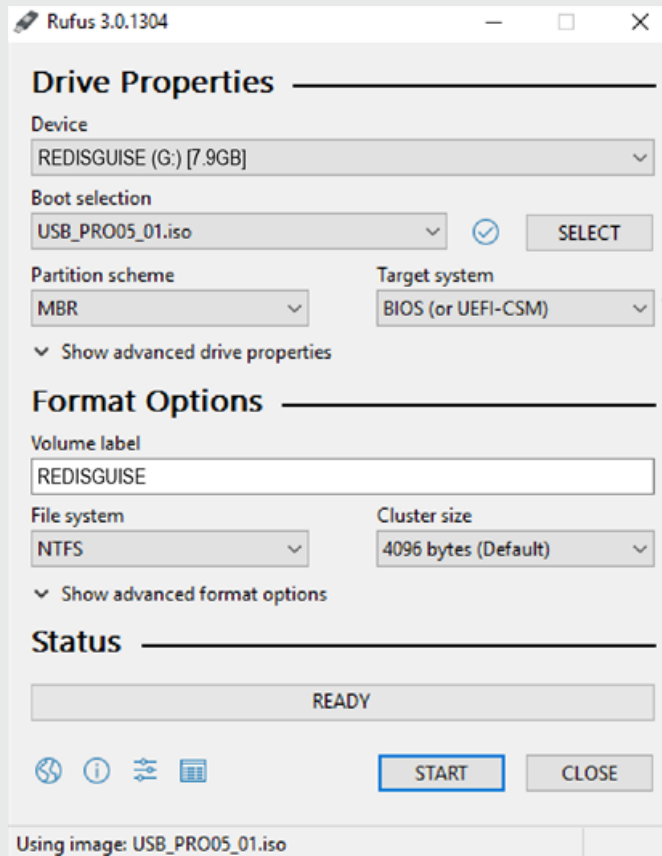 Rufus 3.0.1304
Drive Properties
Device
REDISGUISE (G:) [7.9GB]
Boot selection
USB_PRO05_01.iso
SELECT
Partition scheme
Target system
MBR
BIOS (or UEFI-CSM)
Show advanced drive properties
Format Options
Volume label
REDISGUISE
File system
Cluster size
NTFS
4096 bytes (Default)
Show advanced format options
Status
READY
START
CLOSE
Using image: USB_PRO05_01.iso